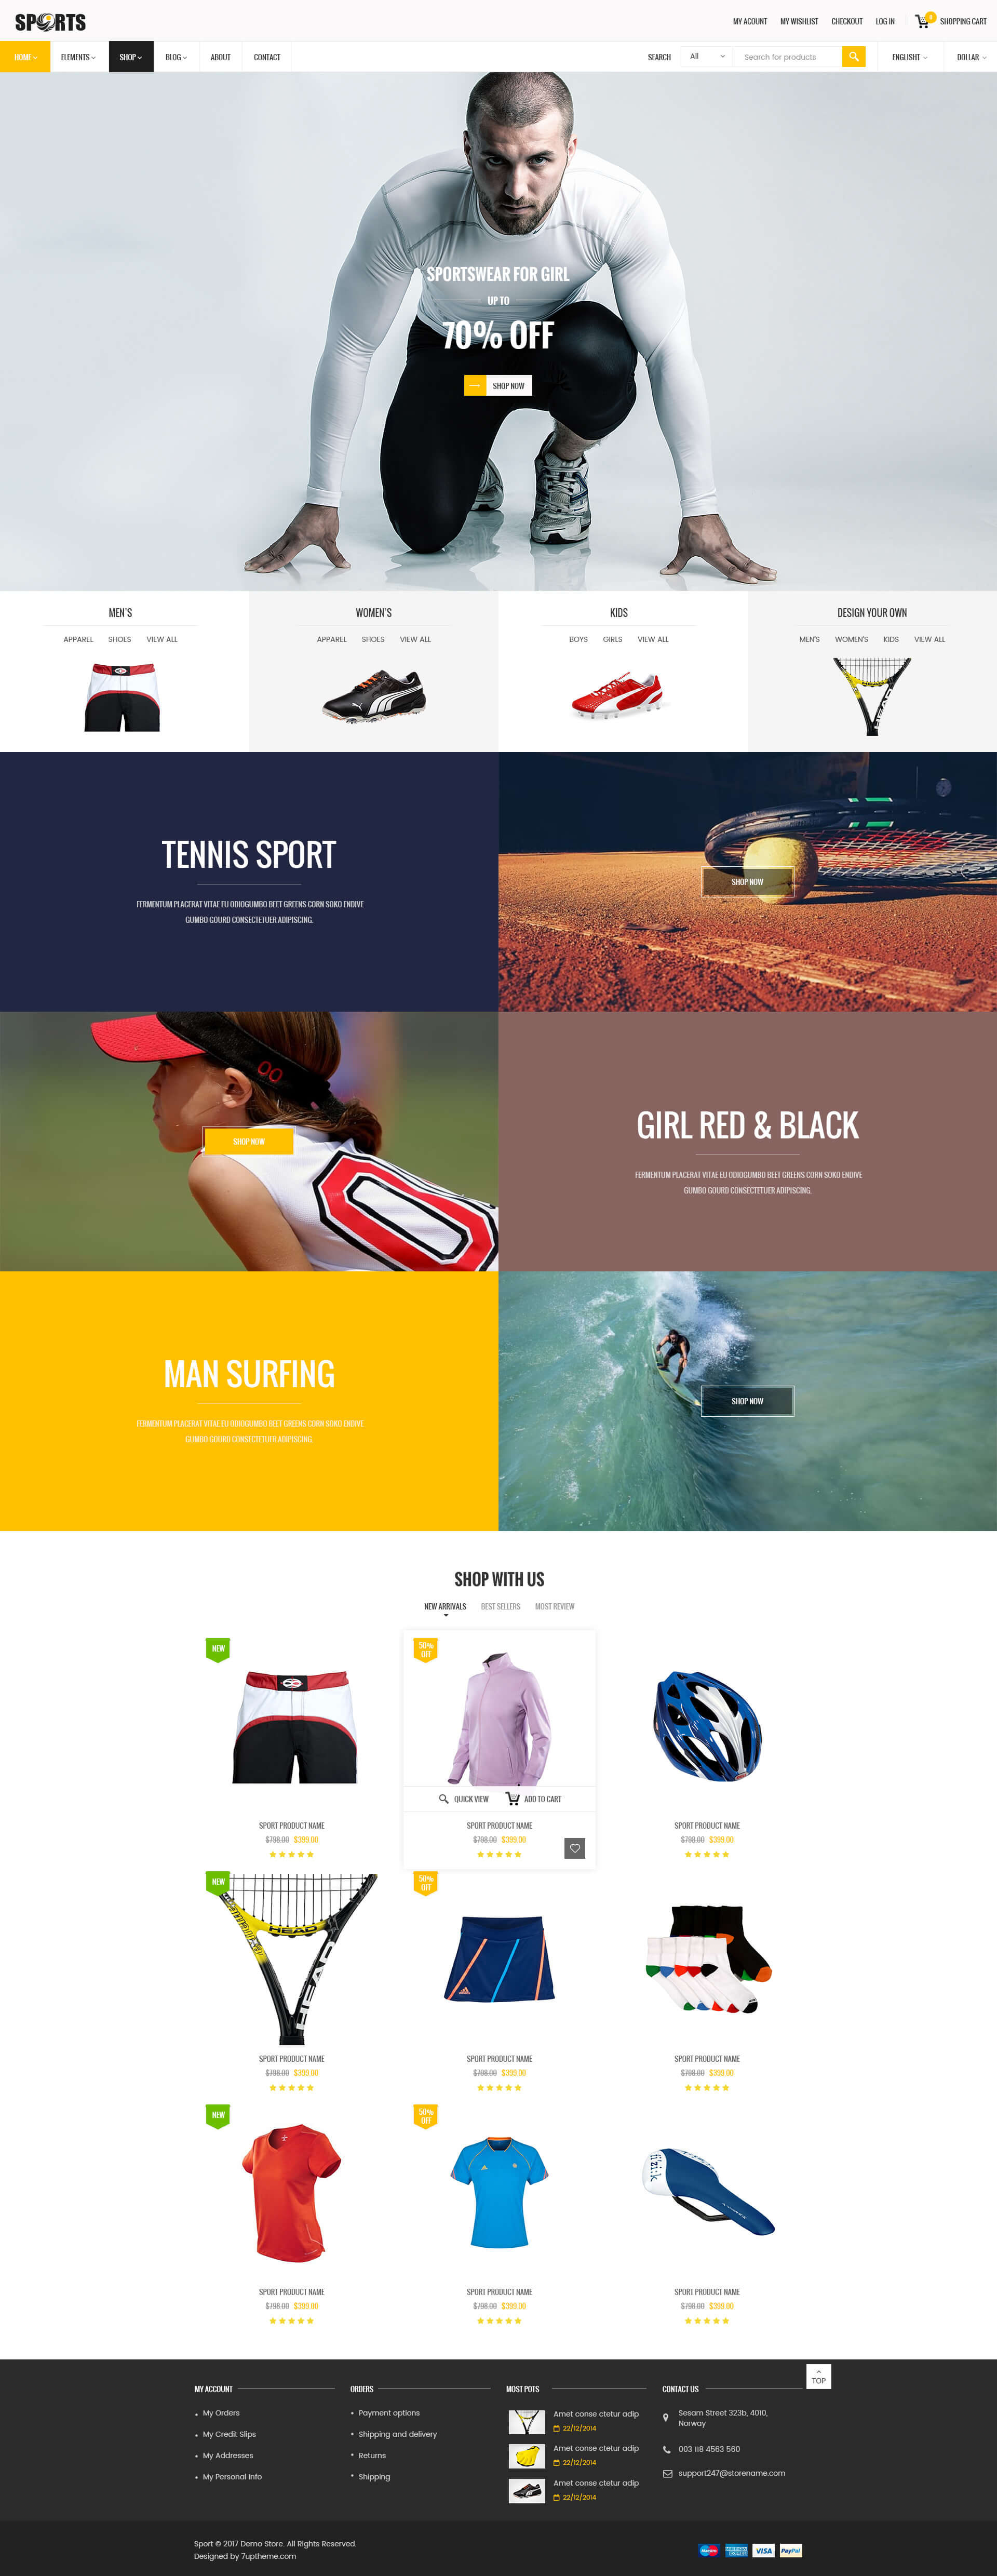 SPORTS
MY ACOUNT MY WISHLIST CHECKOUT LOG IN SHOPPING CART
HOME ELEMENTS SHOP BLOG ABOUT CONTACT SEARCH All Search for products ENGLISHT DOLLAR
SPORTSWEAR FOR GIRL
UP TO
70% OFF
SHOP NOW
MEN'S
APPAREL SHOES VIEW ALL
WOMEN'S
APPAREL SHOES VIEW ALL
KIDS
BOYS GIRLS VIEW ALL
DESIGN YOUR OWN
MEN'S WOMEN'S KIDS VIEW ALL
HEAD
TENNIS SPORT
FERMENTUM PLACERAT VITAE EU ODIOGUMBO BEET GREENS CORN SOKO ENDIVE
GUMBO GOURD CONSECTETUER ADIPISCING.
SHOP NOW
SHOP NOW
GIRL RED & BLACK
FERMENTUM PLACERAT VITAE EU ODIOGUMBO BEET GREENS CORN SOKO ENDIVE
GUMBO GOURD CONSECTETUER ADIPISCING.
MAN SURFING
FERMENTUM PLACERAT VITAE EU ODIOGUMBO BEET GREENS CORN SOKO ENDIVE
GUMBO GOURD CONSECTETUER ADIPISCING.
SHOP NOW
SHOP WITH US
NEW ARRIVALS BEST SELLERS MOST REVIEW
NEW
50%
OFF
QUICK VIEW ADD TO CART
SPORT PRODUCT NAME SPORT PRODUCT NAME SPORT PRODUCT NAME
$798.00 $399.00 $798.00 $399.00 $798.00 $399.00
NEW
50%
OFF
HEAD
HEAD
SPORT PRODUCT NAME SPORT PRODUCT NAME SPORT PRODUCT NAME
$798.00 $399.00 $798.00 $399.00 $798.00 $399.00
NEW
50%
OFF
fi'zi:k
SPORT PRODUCT NAME SPORT PRODUCT NAME SPORT PRODUCT NAME
$798.00 $399.00 $798.00 $399.00 $798.00 $399.00
TOP
MY ACCOUNT
My Orders
My Credit Slips
My Addresses
My Personal Info
ORDERS
Payment options
Shipping and delivery
Returns
Shipping
MOST POTS
Amet conse ctetur adip
22/12/2014
Amet conse ctetur adip
22/12/2014
Amet conse ctetur adip
22/12/2014
CONTACT US
Sesam Street 323b, 4010,
Norway
003 118 4563 560
support247@storename.com
Sport © 2017 Demo Store. All Rights Reserved.
Designed by 7uptheme.com
VISA PayPal